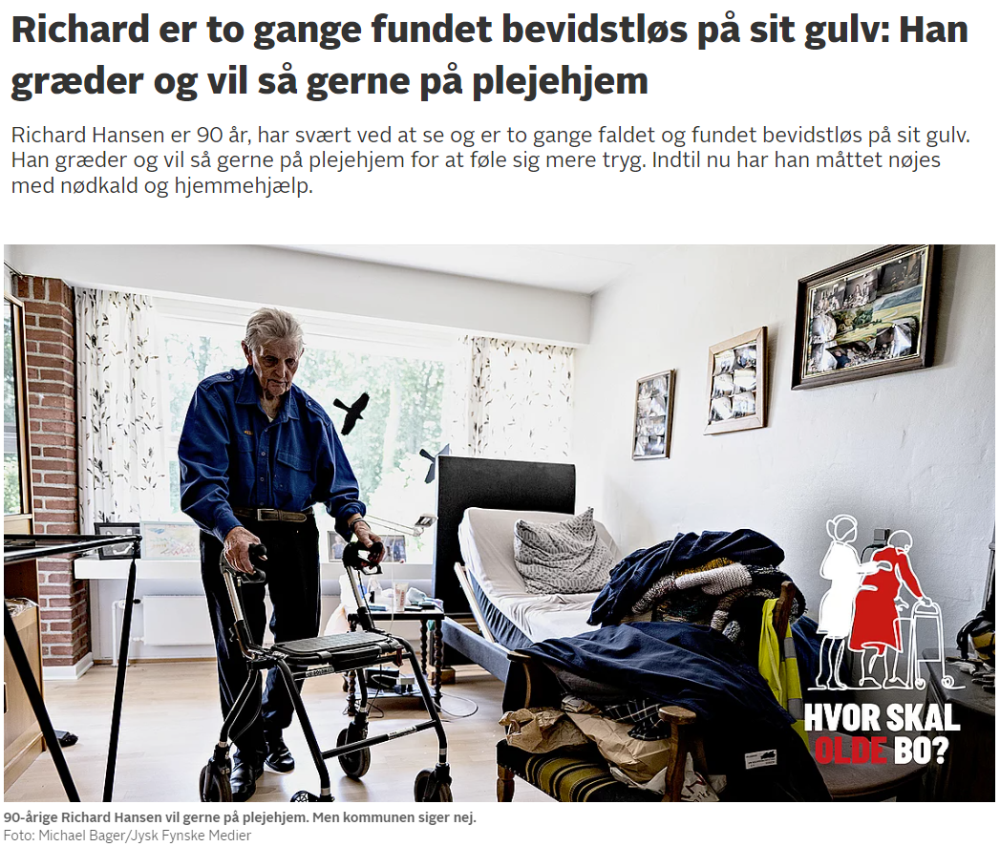 Richard er to gange fundet bevidstløs på sit gulv: Han
græder og vil så gerne på plejehjem
Richard Hansen er 90 år, har svært ved at se og er to gange faldet og fundet bevidstløs på sit gulv.
Han græder og vil så gerne på plejehjem for at føle sig mere tryg. Indtil nu har han måttet nøjes
med nødkald og hjemmehjælp.
HVOR SKAL
OLDE BO?
90-årige Richard Hansen vil gerne på plejehjem. Men kommunen siger nej.
Foto: Michael Bager/Jysk Fynske Medier